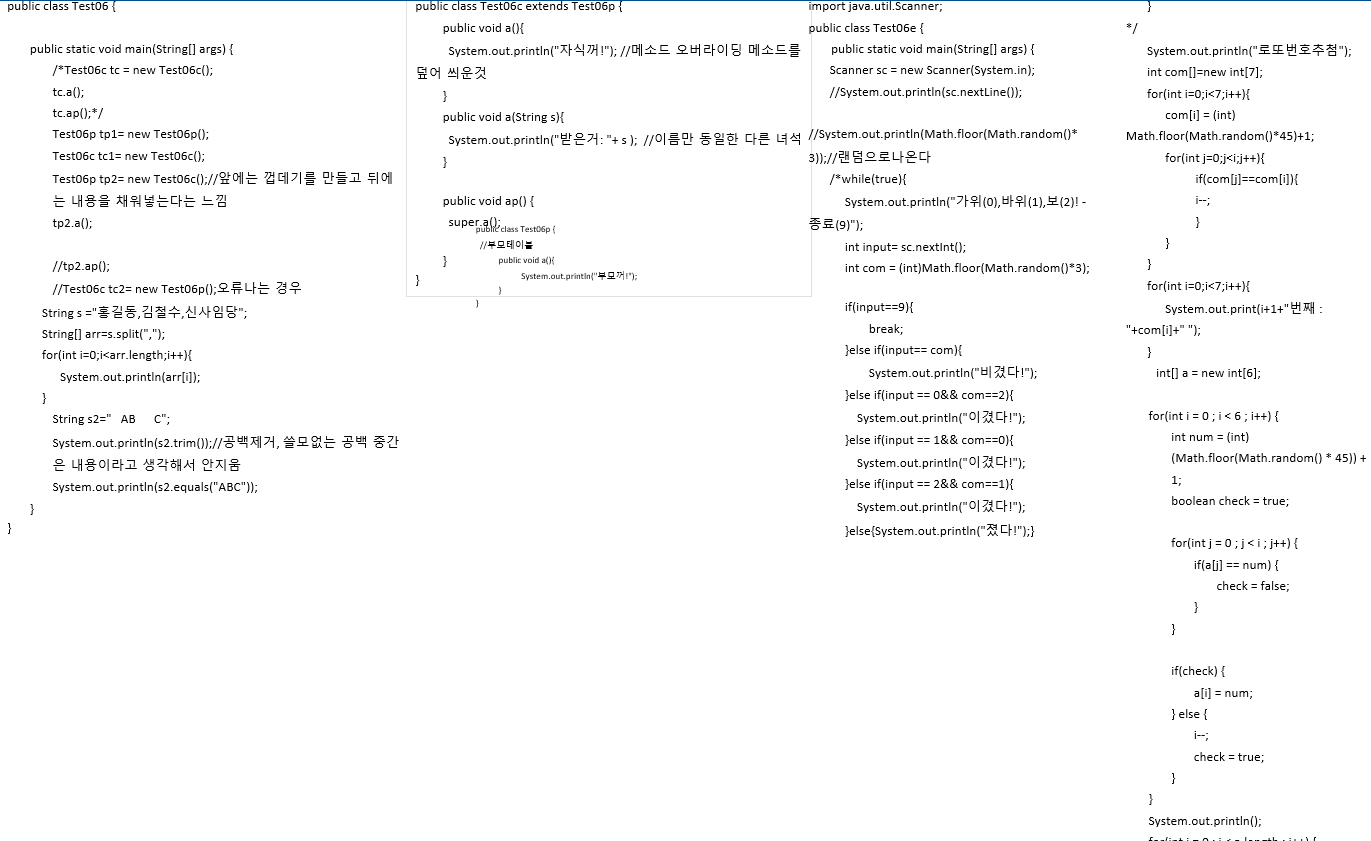 public class Test06 {
public static void main(String[] args) {
/*Test06c tc = new Test06c();
tc.a();
tc.ap();*/
Test06p tp1= new Test06p();
Test06c tc1= new Test06c();
Test06p tp2= new Test06c();//앞에는 껍데기를 만들고 뒤에
는 내용을 채워넣는다는 느낌
tp2.a();
//tp2.ap();
//Test06c tc2= new Test06p();오류나는 경우
String s ="홍길동,김철수,신사임당";
String[] arr=s.split(",");
for(int i=0;i<arr.length;i++){
System.out.println(arr[i]);
}
String s2="   AB      C";
System.out.println(s2.trim());//공백제거, 쓸모없는 공백 중간
은 내용이라고 생각해서 안지움
System.out.println(s2.equals("ABC"));
}
}
public class Test06c extends Test06p {
public void a(){
System.out.println("자식꺼!"); //메소드 오버라이딩 메소드를
덮어 씌운것
}
public void a(String s){
System.out.println("받은거: "+ s );  //이름만 동일한 다른 녀석
}
public void ap() {
super.a();
}
}
public class Test06p {
//부모테이블
public void a(){
System.out.println("부모꺼!");
}
}
import java.util.Scanner;
public class Test06e {
public static void main(String[] args) {
Scanner sc = new Scanner(System.in);
//System.out.println(sc.nextLine());
//System.out.println(Math.floor(Math.random()*
3));//랜덤으로나온다
/*while(true){
System.out.println("가위(0),바위(1),보(2)! -
종료(9)");
int input= sc.nextInt();
int com = (int)Math.floor(Math.random()*3);
if(input==9){
break;
}else if(input== com){
System.out.println("비겼다!");
}else if(input == 0&& com==2){
System.out.println("이겼다!");
}else if(input == 1&& com==0){
System.out.println("이겼다!");
}else if(input == 2&& com==1){
System.out.println("이겼다!");
}else{System.out.println("졌다!");}
}
*/
System.out.println("로또번호추첨");
int com[]=new int[7];
for(int i=0;i<7;i++){
com[i] = (int)
Math.floor(Math.random()*45)+1;
for(int j=0;j<i;j++){
if(com[j]==com[i]){
i--;
}
}
}
for(int i=0;i<7;i++){
System.out.print(i+1+"번째 :
"+com[i]+" ");
}
int[] a = new int[6];
for(int i = 0 ; i < 6 ; i++) {
int num = (int)
(Math.floor(Math.random() * 45)) +
1;
boolean check = true;
for(int j = 0 ; j < i ; j++) {
if(a[j] == num) {
check = false;
}
}
if(check) {
a[i] = num;
} else {
i--;
check = true;
}
}
System.out.println();
for(int i = 0 ; i < a.length ; i++) {